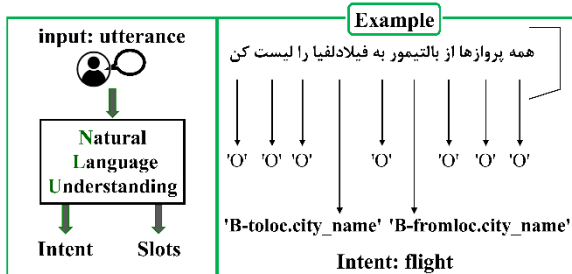 input: utterance
Natural
Language
Understanding
Intent Slots
Example
همه پروازها از بالتیمور به فیلادلفیا را لیست کن
'O' 'O' 'O' 'O' 'O' 'O' 'O'
'B-toloc.city_name' 'B-fromloc.city_name'
Intent: flight